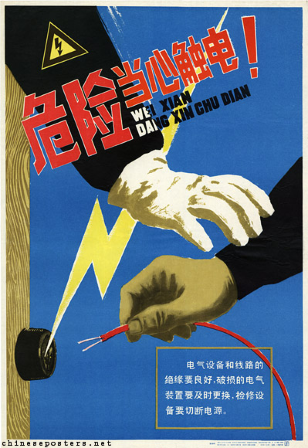 危险当心触电！
WEI XIAN
DANG XIN CHU DIAN
电气设备和线路的
绝缘要良好，破损的电气
装置要及时更换，检修设
备要切断电源。
chineseposters.net